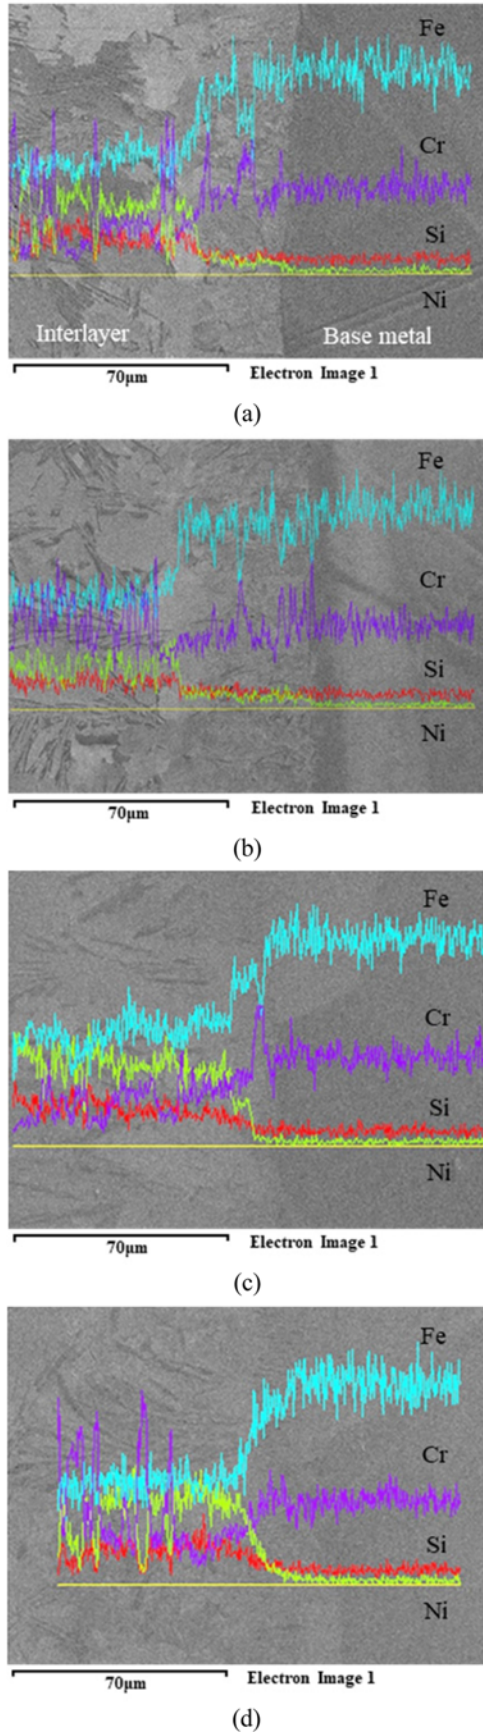 Fe
Cr
Si
Ni
Interlayer Base metal
70μm Electron Image 1
(a)
Fe
Cr
Si
Ni
70μm Electron Image 1
(b)
Fe
Cr
Si
Ni
70μm Electron Image 1
(c)
Fe
Cr
Si
Ni
70μm Electron Image 1
(d)